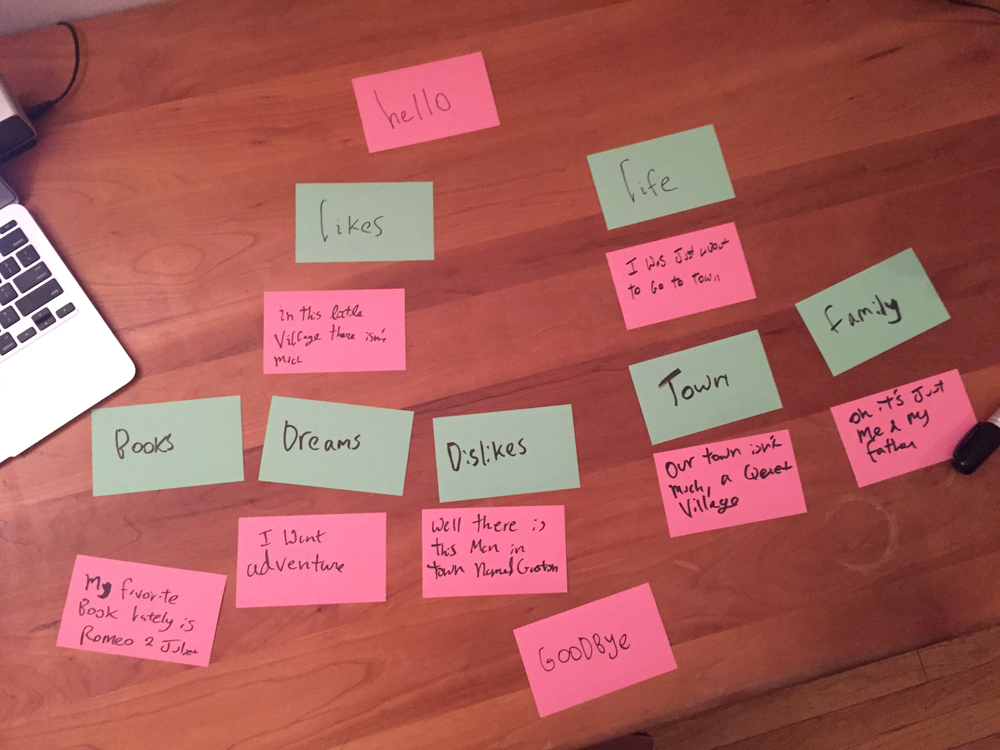 hello
likes
life
in this little
Village there isn't
much
I was Just about
to Go to town
family
Books
Dreams
Dislikes
Town
oh it's Just
Me & My
father
My favorite
Book lately is
Romeo & Juliet
I Want
adventure
Well there is
this Man in
town Named Gaston
Our town isn't
much, a Quiet
Village
GOODBye